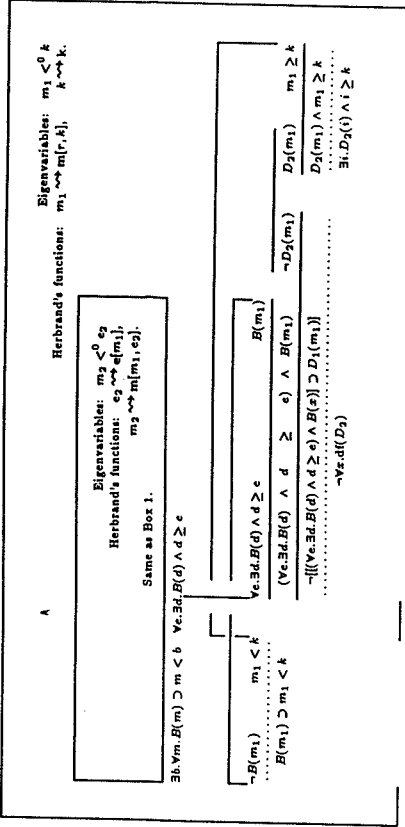 A
Eigenvariables: m₁ <⁰ k
Herbrand's functions: m₁ ⇝ m[r, k], k ⇝ k.
Eigenvariables: m₂ <⁰ e₂
Herbrand's functions: e₂ ⇝ e[m₁],
m₂ ⇝ m[m₁, e₂].
Same as Box 1.
∃b.∀m.B(m) ⊃ m < b ∀e.∃d.B(d) ∧ d ≥ e
¬B(m₁) m₁ < k
B(m₁) ⊃ m₁ < k
∀e.∃d.B(d) ∧ d ≥ e B(m₁)
(∀e.∃d.B(d) ∧ d ≥ e) ∧ B(m₁)
¬[[(∀e.∃d.B(d) ∧ d ≥ e) ∧ B(x)] ⊃ D₁(m₁)]
¬D₂(m₁)
¬∀x.df(D₂)
D₂(m₁) m₁ ≥ k
D₂(m₁) ∧ m₁ ≥ k
∃i.D₂(i) ∧ i ≥ k